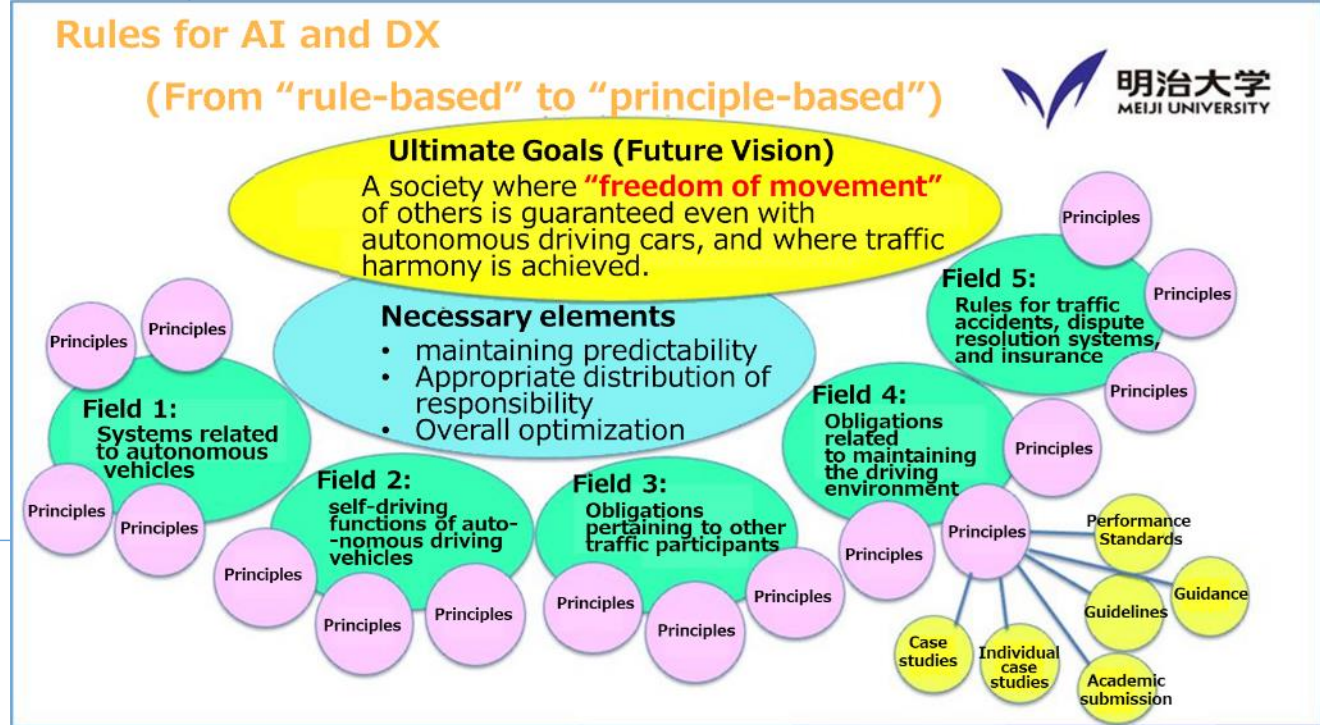 Rules for AI and DX
(From “rule-based” to “principle-based”)
明治大学
MEIJI UNIVERSITY
Ultimate Goals (Future Vision)
A society where “freedom of movement”
of others is guaranteed even with
autonomous driving cars, and where traffic
harmony is achieved.
Necessary elements
• maintaining predictability
• Appropriate distribution of
responsibility
• Overall optimization
Principles
Principles
Field 1:
Systems related
to autonomous
vehicles
Principles
Principles
Field 2:
self-driving
functions of auto-
-nomous driving
vehicles
Principles
Principles
Principles
Field 3:
Obligations
pertaining to other
traffic participants
Principles
Principles
Principles
Field 4:
Obligations
related
to maintaining
the driving
environment
Principles
Principles
Principles
Field 5:
Rules for traffic
accidents, dispute
resolution systems,
and insurance
Principles
Principles
Principles
Performance
Standards
Guidance
Guidelines
Case
studies
Individual
case
studies
Academic
submission